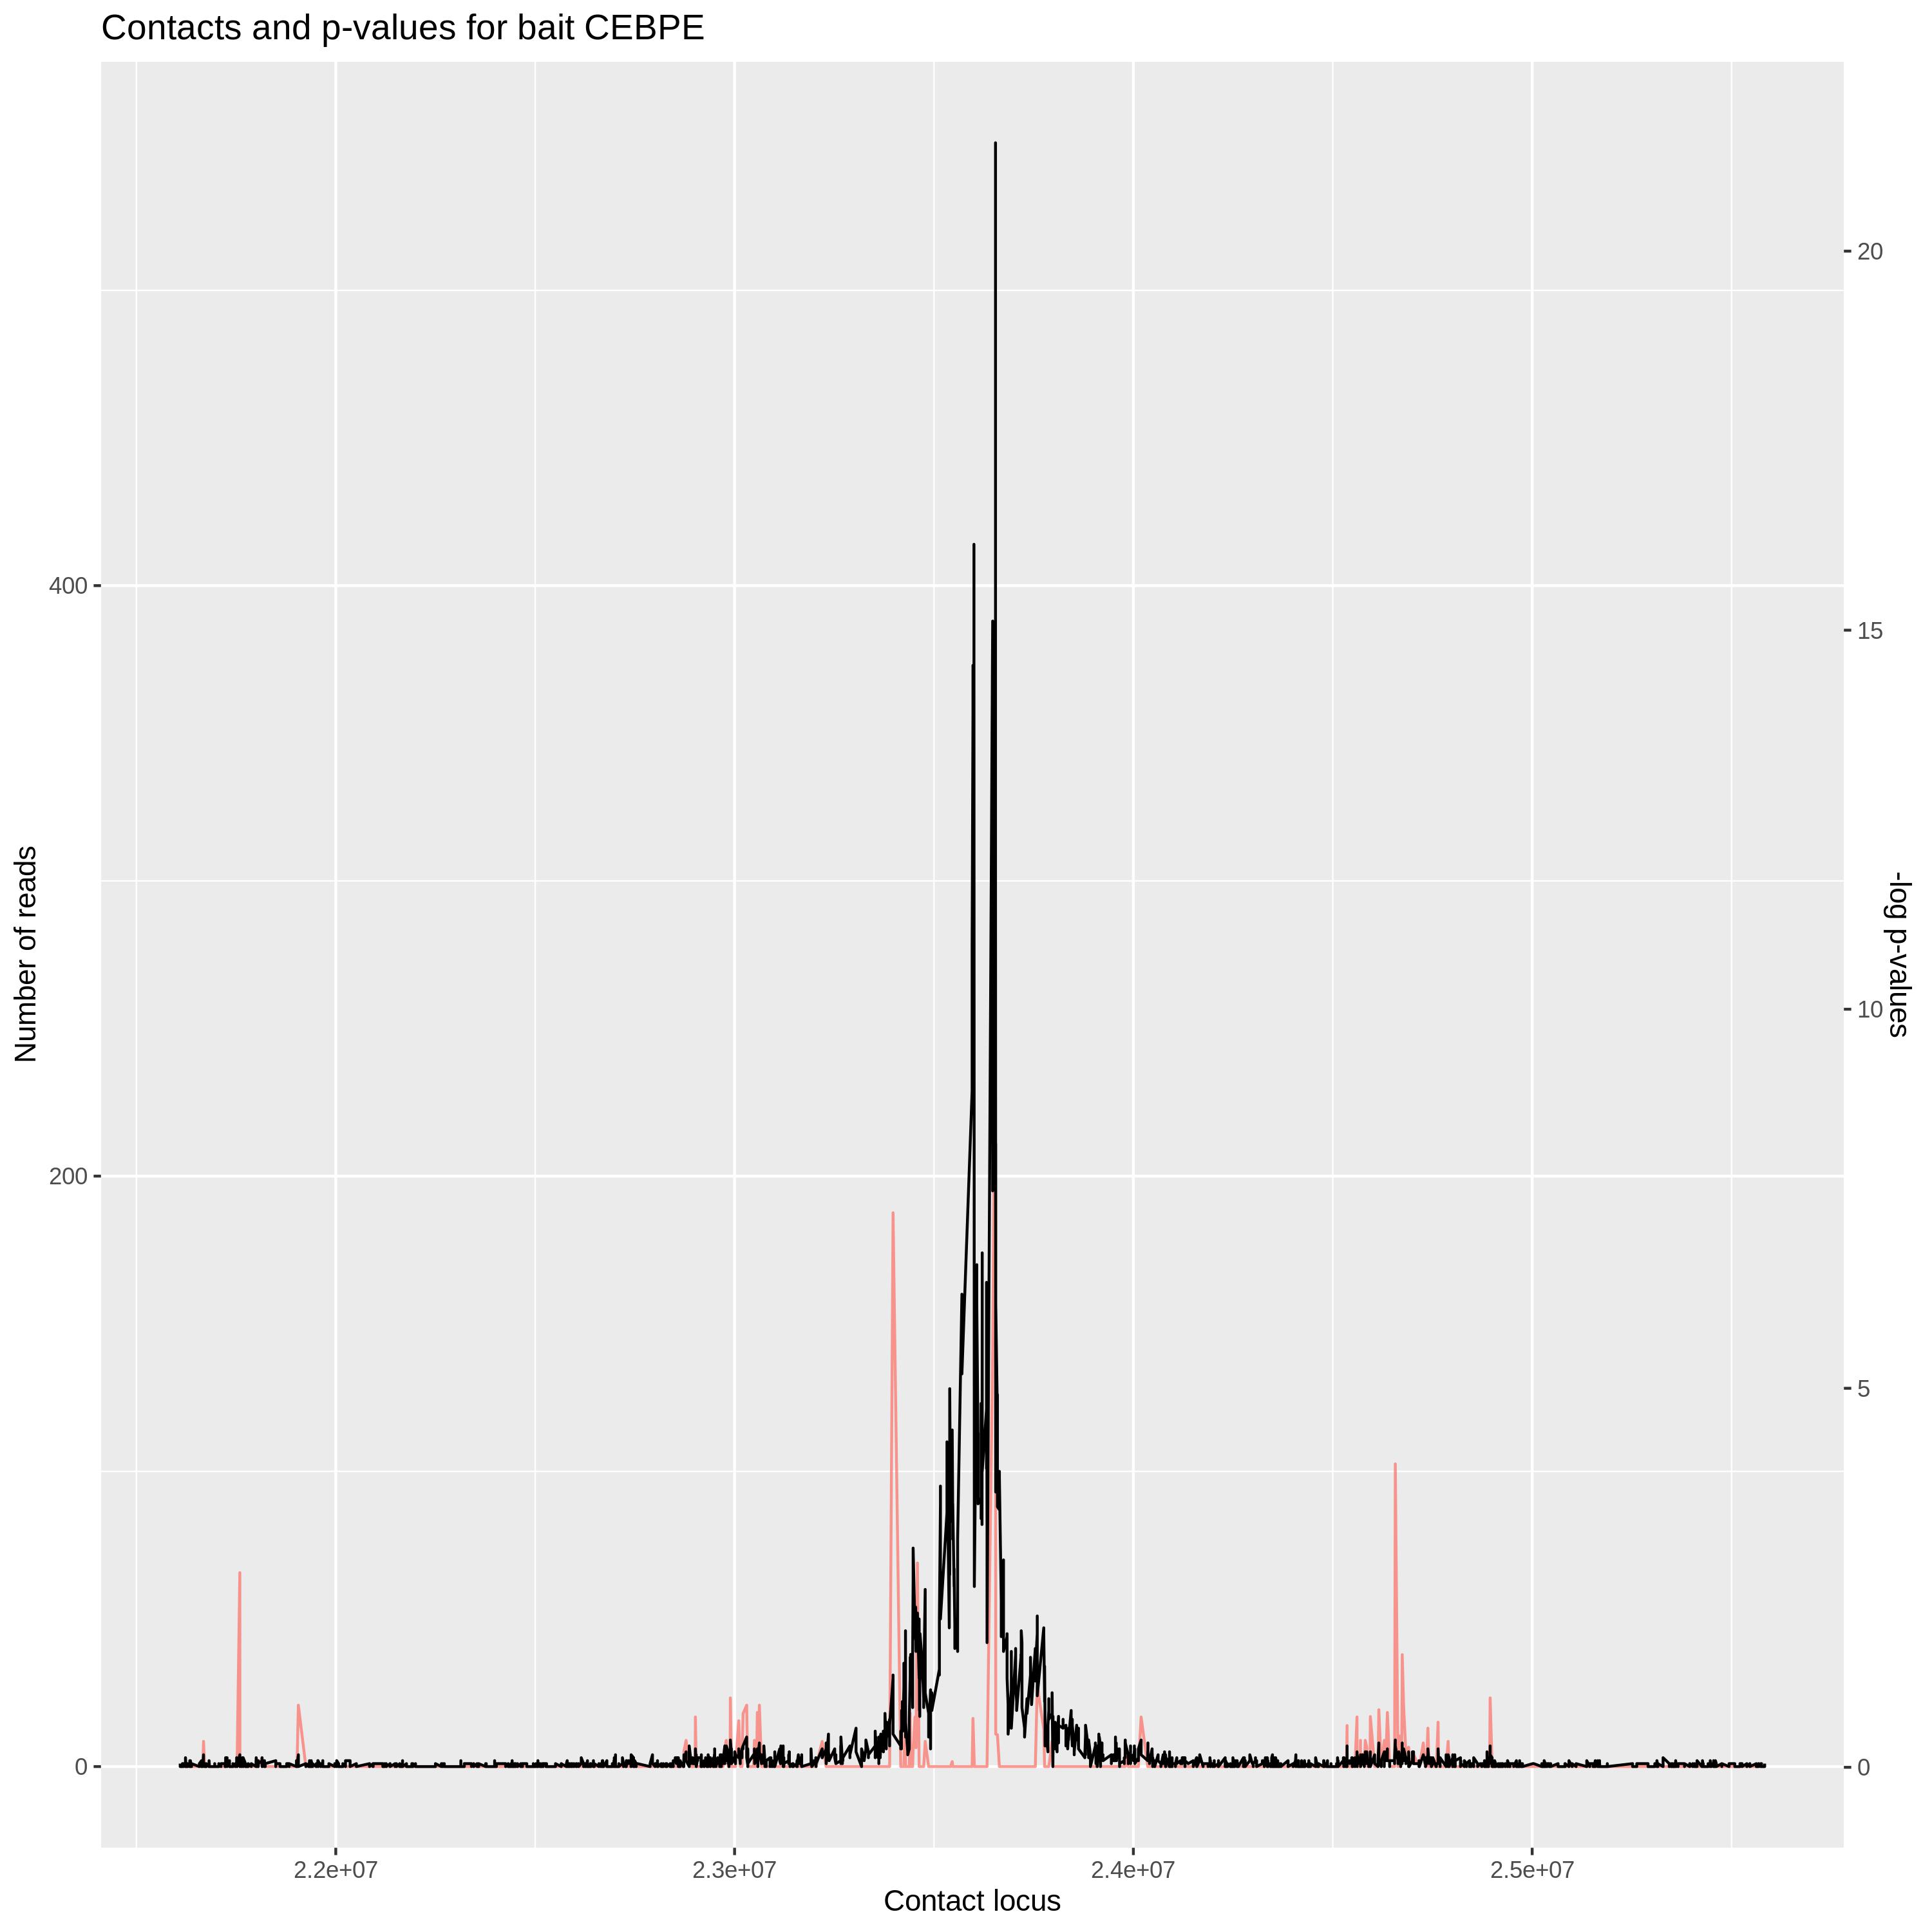 Contacts and p-values for bait CEBPE
Number of reads
400
200
0
20
15
10
5
0
-log p-values
2.2e+07 2.3e+07 2.4e+07 2.5e+07
Contact locus